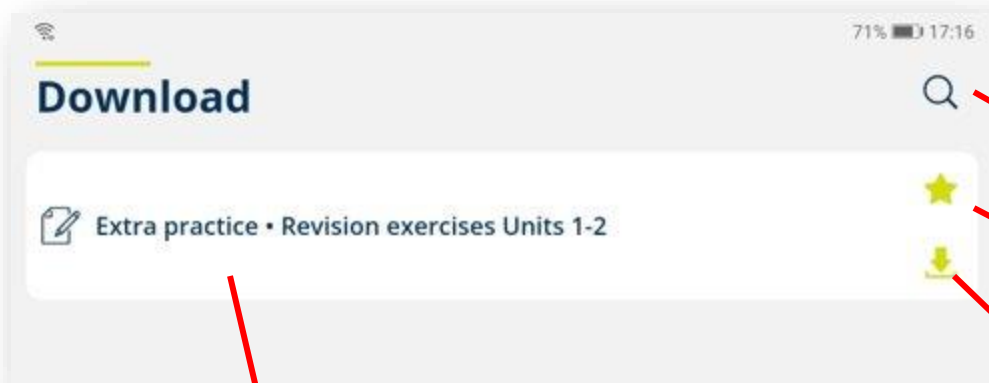 71% 17:16
Download
Extra practice • Revision exercises Units 1-2